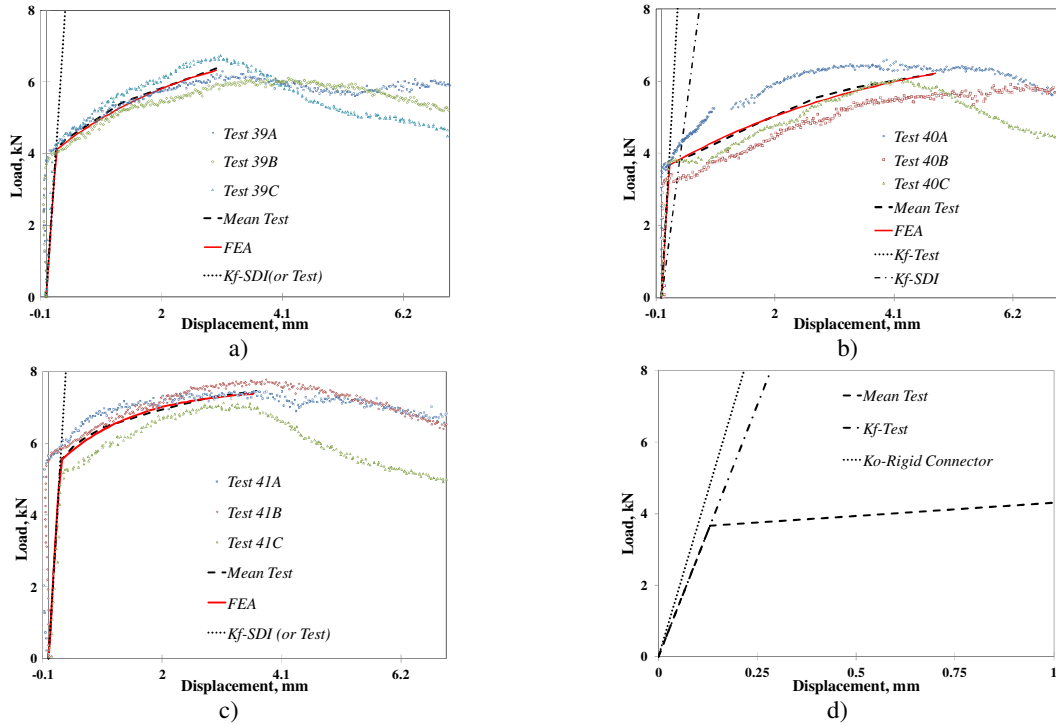 8
6
4
2
0
Load, kN
Test 39A
Test 39B
Test 39C
Mean Test
FEA
Kf-SDI(or Test)
-0.1 2 4.1 6.2
Displacement, mm
a)
8
6
4
2
0
Load, kN
Test 40A
Test 40B
Test 40C
Mean Test
FEA
Kf-Test
Kf-SDI
-0.1 2 4.1 6.2
Displacement, mm
b)
8
6
4
2
0
Load, kN
Test 41A
Test 41B
Test 41C
Mean Test
FEA
Kf-SDI (or Test)
-0.1 2 4.1 6.2
Displacement, mm
c)
8
6
4
2
0
Load, kN
Mean Test
Kf-Test
Ko-Rigid Connector
0 0.25 0.5 0.75 1
Displacement, mm
d)